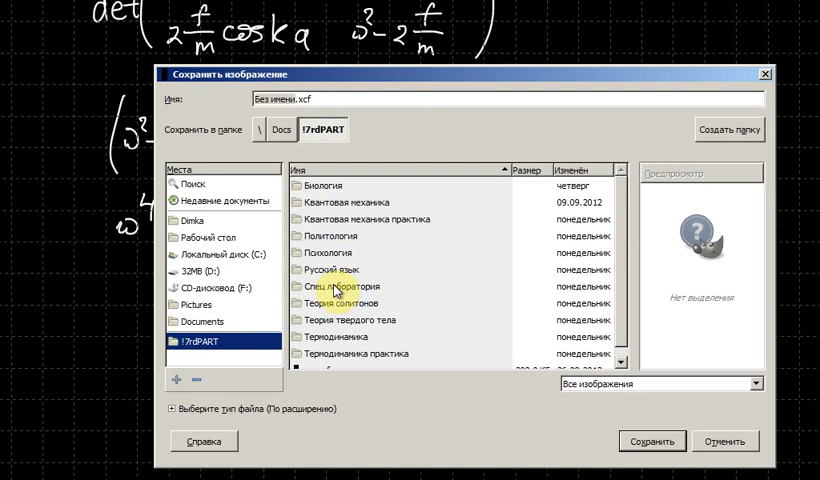 det( 2 f/m cos ka ω²-2 f/m )
Сохранить изображение
Имя:
Без имени.xcf
Сохранить в папке
\
Docs
!7rdPART
Создать папку
Места
Имя
Размер
Изменён
Предпросмотр
Поиск
Биология
четверг
Недавние документы
Квантовая механика
09.09.2012
Dimka
Квантовая механика практика
понедельник
Рабочий стол
Политология
понедельник
Локальный диск (C:)
Психология
понедельник
32MB (D:)
Русский язык
понедельник
CD-дисковод (F:)
Спец лаборатория
понедельник
Pictures
Теория солитонов
понедельник
Documents
Теория твердого тела
понедельник
!7rdPART
Термодинамика
понедельник
Термодинамика практика
понедельник
Нет выделения
(ω²-
ω⁴
Все изображения
Выберите тип файла (По расширению)
Справка
Сохранить
Отменить